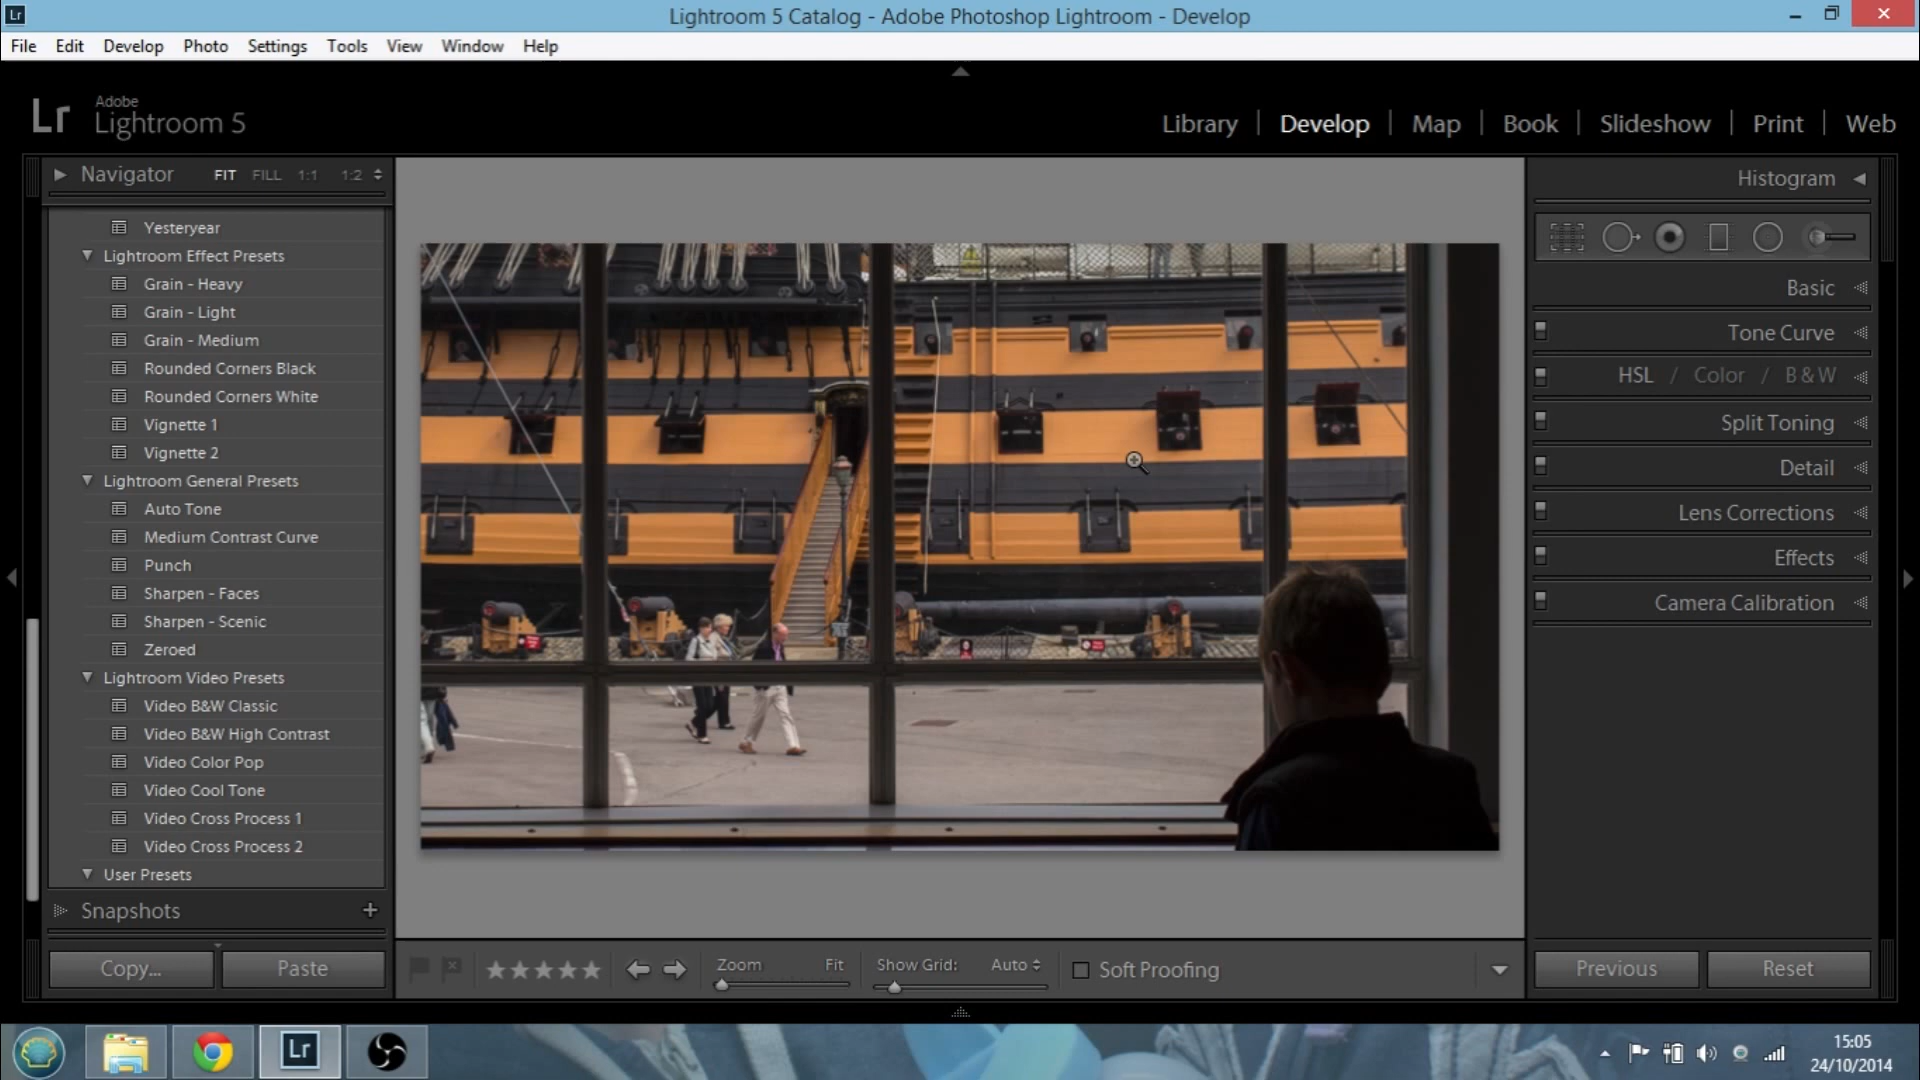 Lr
Lightroom 5 Catalog - Adobe Photoshop Lightroom - Develop
File Edit Develop Photo Settings Tools View Window Help
Lr Adobe
Lightroom 5
Library Develop Map Book Slideshow Print Web
Navigator FIT FILL 1:1 1:2
Yesteryear
Lightroom Effect Presets
Grain - Heavy
Grain - Light
Grain - Medium
Rounded Corners Black
Rounded Corners White
Vignette 1
Vignette 2
Lightroom General Presets
Auto Tone
Medium Contrast Curve
Punch
Sharpen - Faces
Sharpen - Scenic
Zeroed
Lightroom Video Presets
Video B&W Classic
Video B&W High Contrast
Video Color Pop
Video Cool Tone
Video Cross Process 1
Video Cross Process 2
User Presets
Snapshots +
Copy... Paste
Zoom Fit Show Grid: Auto Soft Proofing
Histogram
Basic
Tone Curve
HSL / Color / B & W
Split Toning
Detail
Lens Corrections
Effects
Camera Calibration
Previous Reset
Lr
15:05
24/10/2014